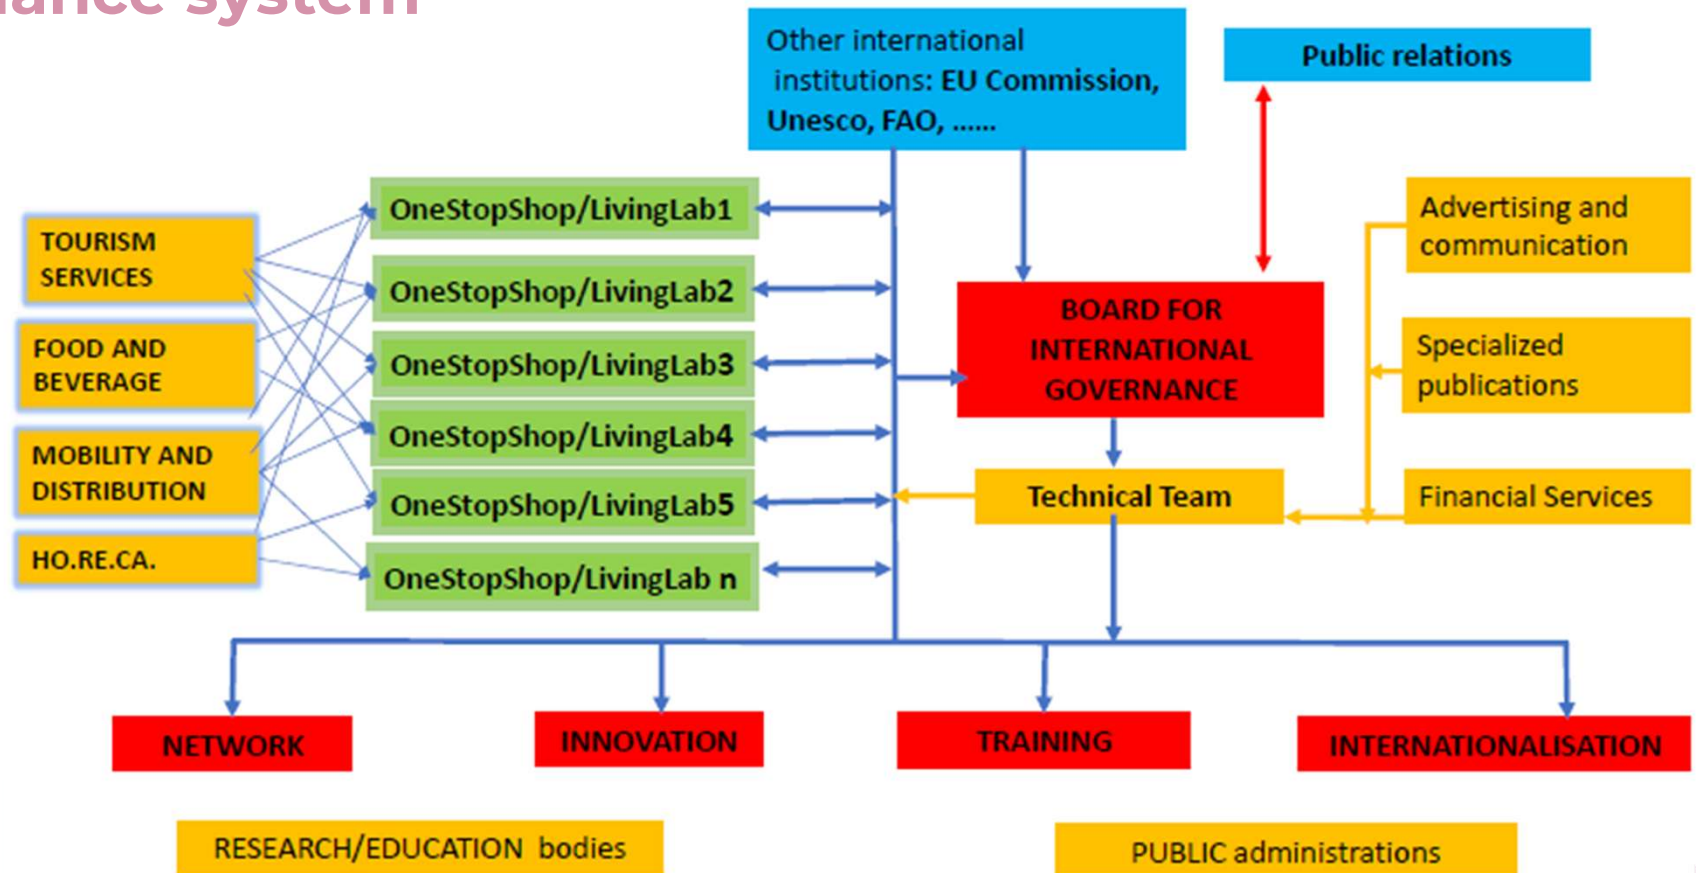 system
Other international
institutions: EU Commission,
Unesco, FAO, ......
Public relations
OneStopShop/LivingLab1
OneStopShop/LivingLab2
OneStopShop/LivingLab3
OneStopShop/LivingLab4
OneStopShop/LivingLab5
OneStopShop/LivingLab n
TOURISM
SERVICES
FOOD AND
BEVERAGE
MOBILITY AND
DISTRIBUTION
HO.RE.CA.
BOARD FOR
INTERNATIONAL
GOVERNANCE
Technical Team
Advertising and
communication
Specialized
publications
Financial Services
NETWORK
INNOVATION
TRAINING
INTERNATIONALISATION
RESEARCH/EDUCATION bodies
PUBLIC administrations